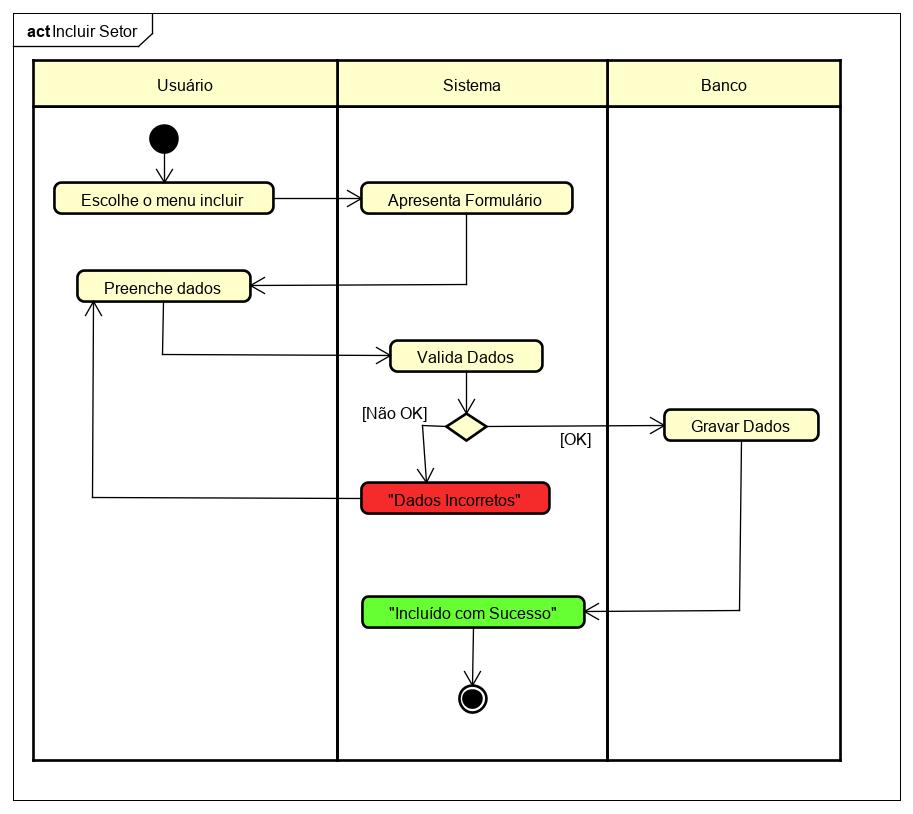 act Incluir Setor
Usuário
Sistema
Banco
Escolhe o menu incluir
Apresenta Formulário
Preenche dados
Valida Dados
[Não OK]
[OK]
Gravar Dados
"Dados Incorretos"
"Incluído com Sucesso"